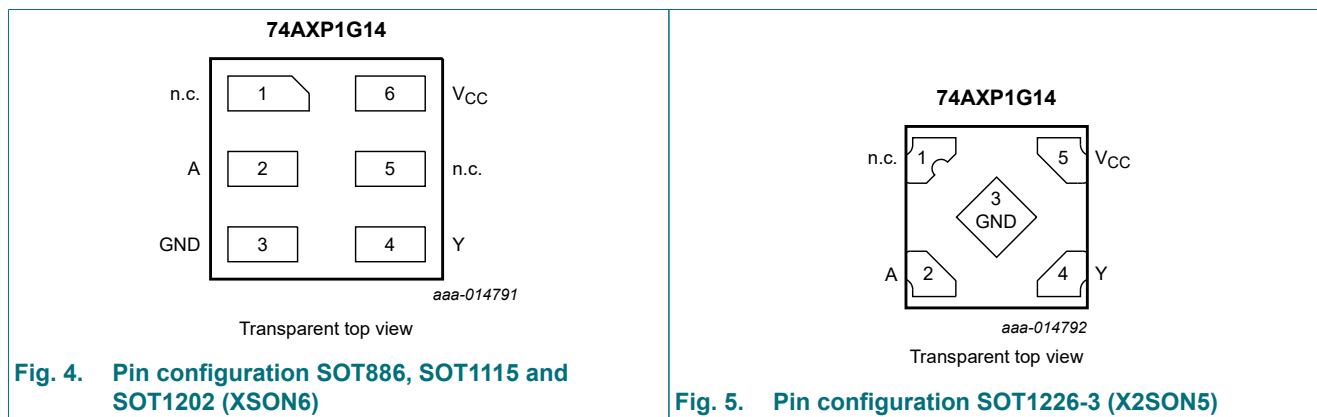 74AXP1G14
n.c. 1 6 VCC
A 2 5 n.c.
GND 3 4 Y
aaa-014791
Transparent top view
Fig. 4. Pin configuration SOT886, SOT1115 and
SOT1202 (XSON6)
74AXP1G14
n.c. 1 5 VCC
3
GND
A 2 4 Y
aaa-014792
Transparent top view
Fig. 5. Pin configuration SOT1226-3 (X2SON5)